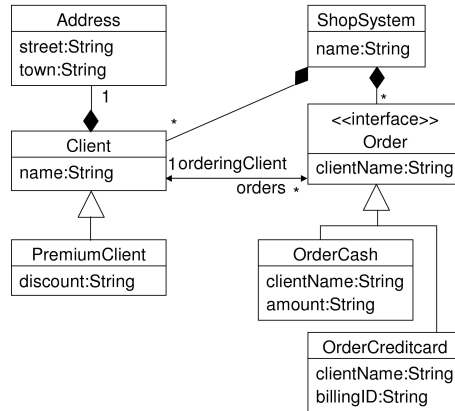 Address
street:String
town:String
ShopSystem
name:String
1
*
*
Client
name:String
<<interface>>
Order
clientName:String
1 orderingClient
orders *
PremiumClient
discount:String
OrderCash
clientName:String
amount:String
OrderCreditcard
clientName:String
billingID:String